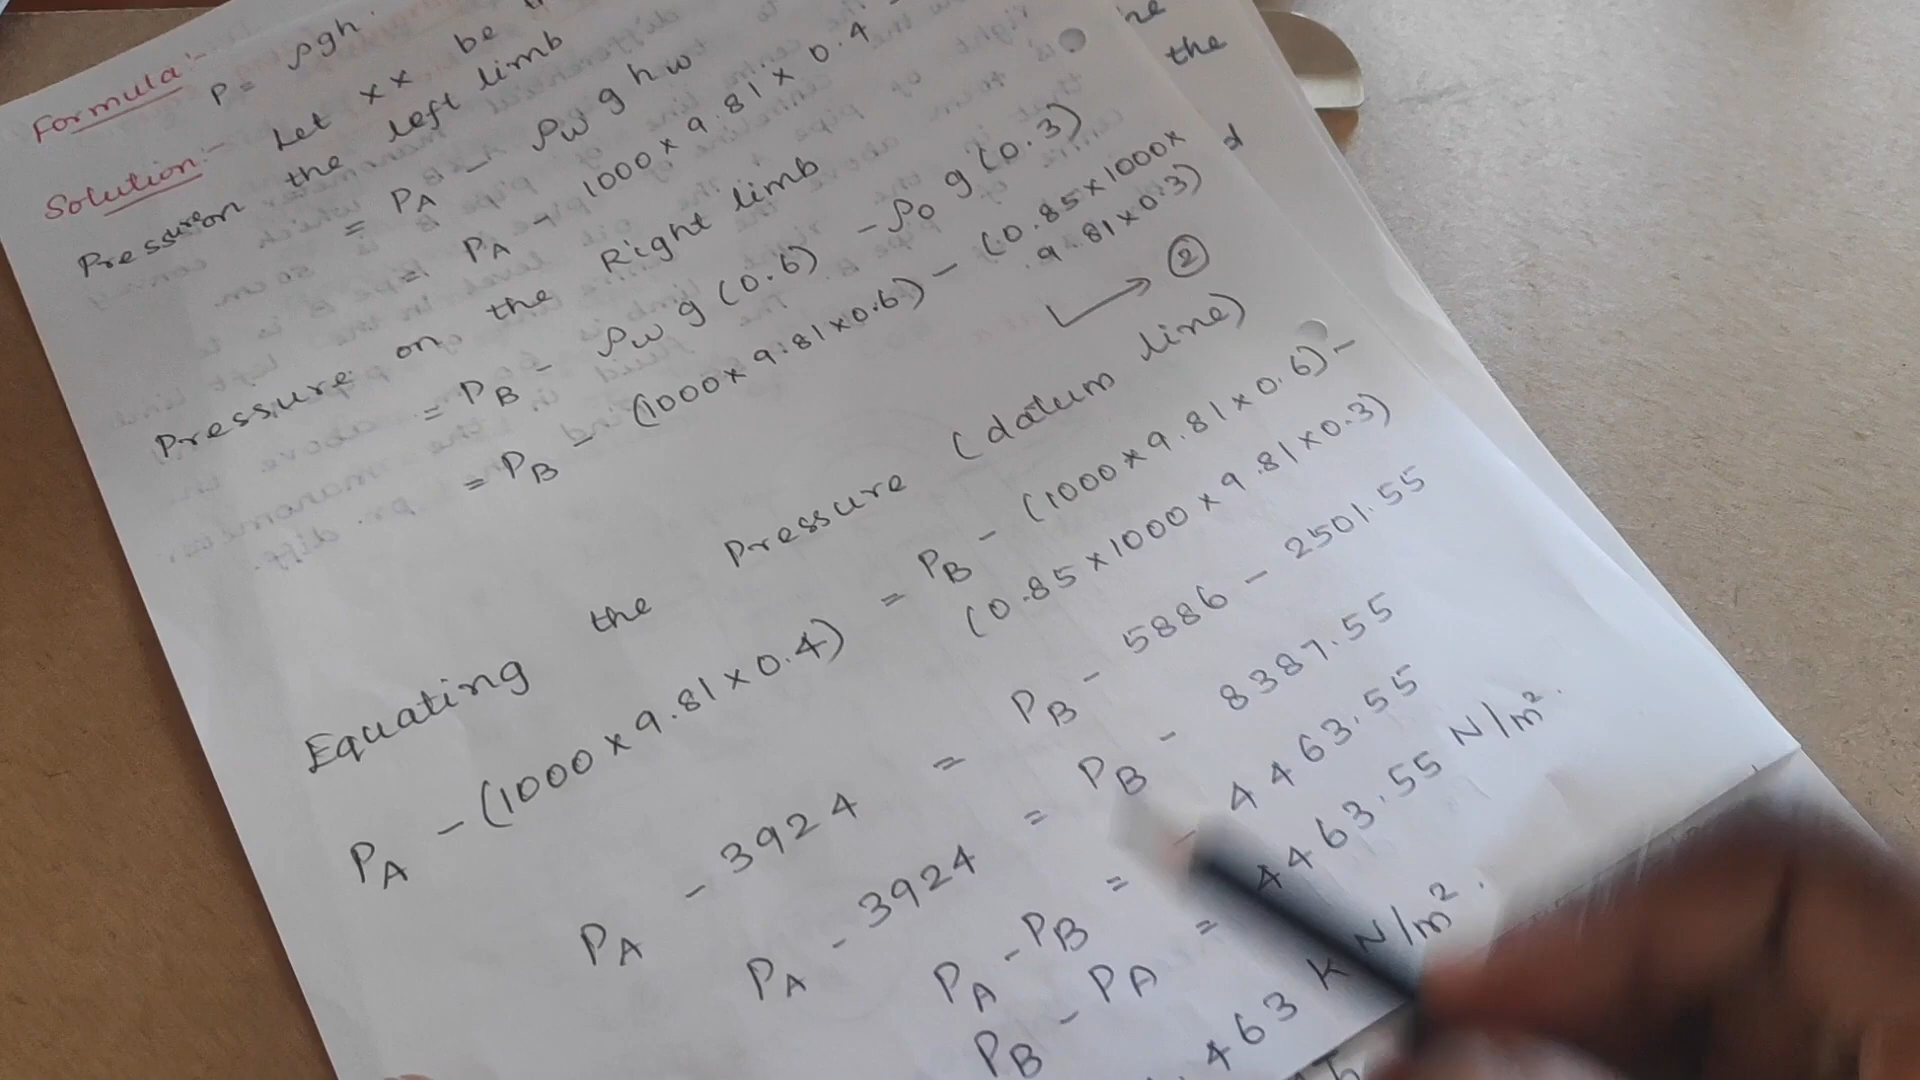 Formula:-
P = ρgh.
Solution:- Let xx be
Pressure on the left limb
= PA - ρw g hw
= PA - 1000 × 9.81 × 0.4
Pressure on the Right limb
= PB - ρw g (0.6) - ρo g (0.3)
= PB - (1000 × 9.81 × 0.6) - (0.85 × 1000 ×
9.81 × 0.3)
→ ②
Equating the Pressure (datum line)
PA - (1000 × 9.81 × 0.4) = PB - (1000 × 9.81 × 0.6) -
(0.85 × 1000 × 9.81 × 0.3)
PA - 3924 = PB - 5886 - 2501.55
PA - 3924 = PB - 8387.55
PA - PB = - 4463.55
PB - PA = 4463.55 N/m².
463 KN/m².
the